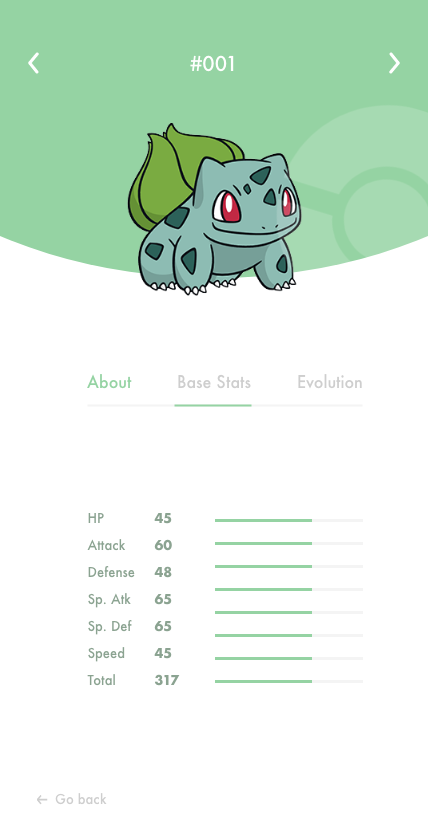 #001
About Base Stats Evolution
HP 45
Attack 60
Defense 48
Sp. Atk 65
Sp. Def 65
Speed 45
Total 317
Go back